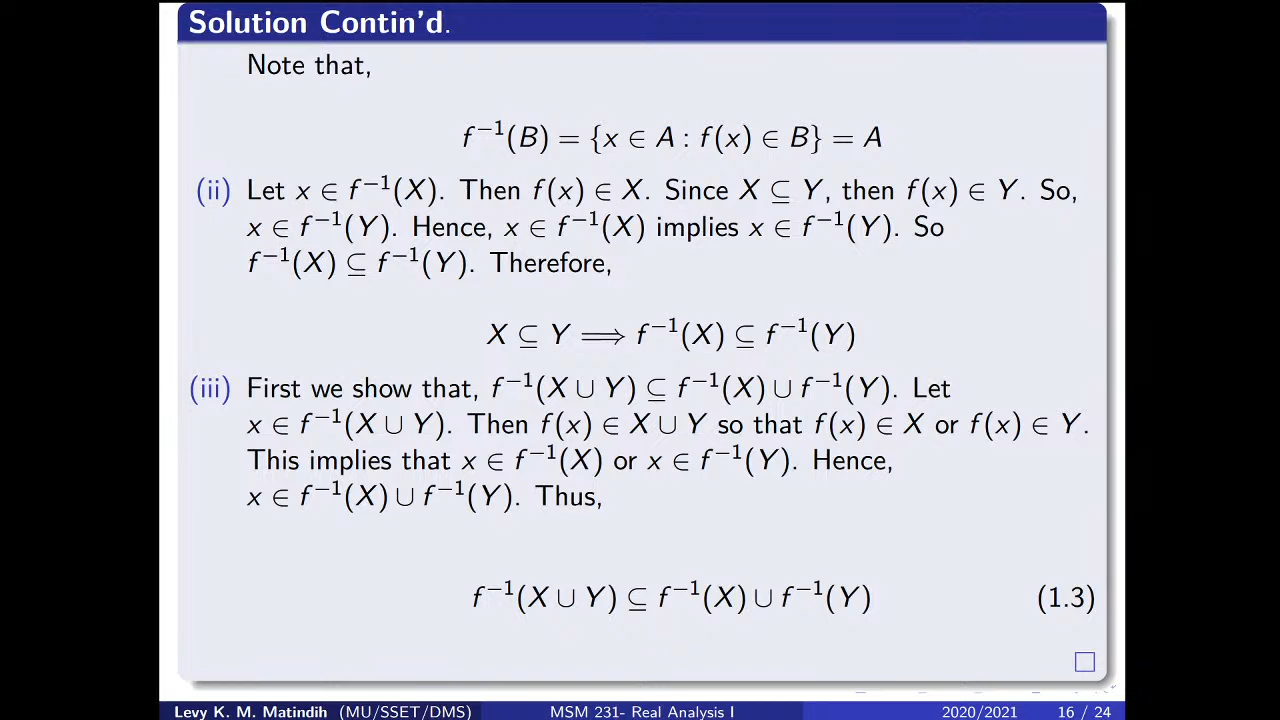 Solution Contin'd.
Note that,
f⁻¹(B) = {x ∈ A : f(x) ∈ B} = A
(ii) Let x ∈ f⁻¹(X). Then f(x) ∈ X. Since X ⊆ Y, then f(x) ∈ Y. So,
x ∈ f⁻¹(Y). Hence, x ∈ f⁻¹(X) implies x ∈ f⁻¹(Y). So
f⁻¹(X) ⊆ f⁻¹(Y). Therefore,
X ⊆ Y ⟹ f⁻¹(X) ⊆ f⁻¹(Y)
(iii) First we show that, f⁻¹(X ∪ Y) ⊆ f⁻¹(X) ∪ f⁻¹(Y). Let
x ∈ f⁻¹(X ∪ Y). Then f(x) ∈ X ∪ Y so that f(x) ∈ X or f(x) ∈ Y.
This implies that x ∈ f⁻¹(X) or x ∈ f⁻¹(Y). Hence,
x ∈ f⁻¹(X) ∪ f⁻¹(Y). Thus,
f⁻¹(X ∪ Y) ⊆ f⁻¹(X) ∪ f⁻¹(Y) (1.3)
□
Levy K. M. Matindih (MU/SSET/DMS) MSM 231- Real Analysis I 2020/2021 16 / 24